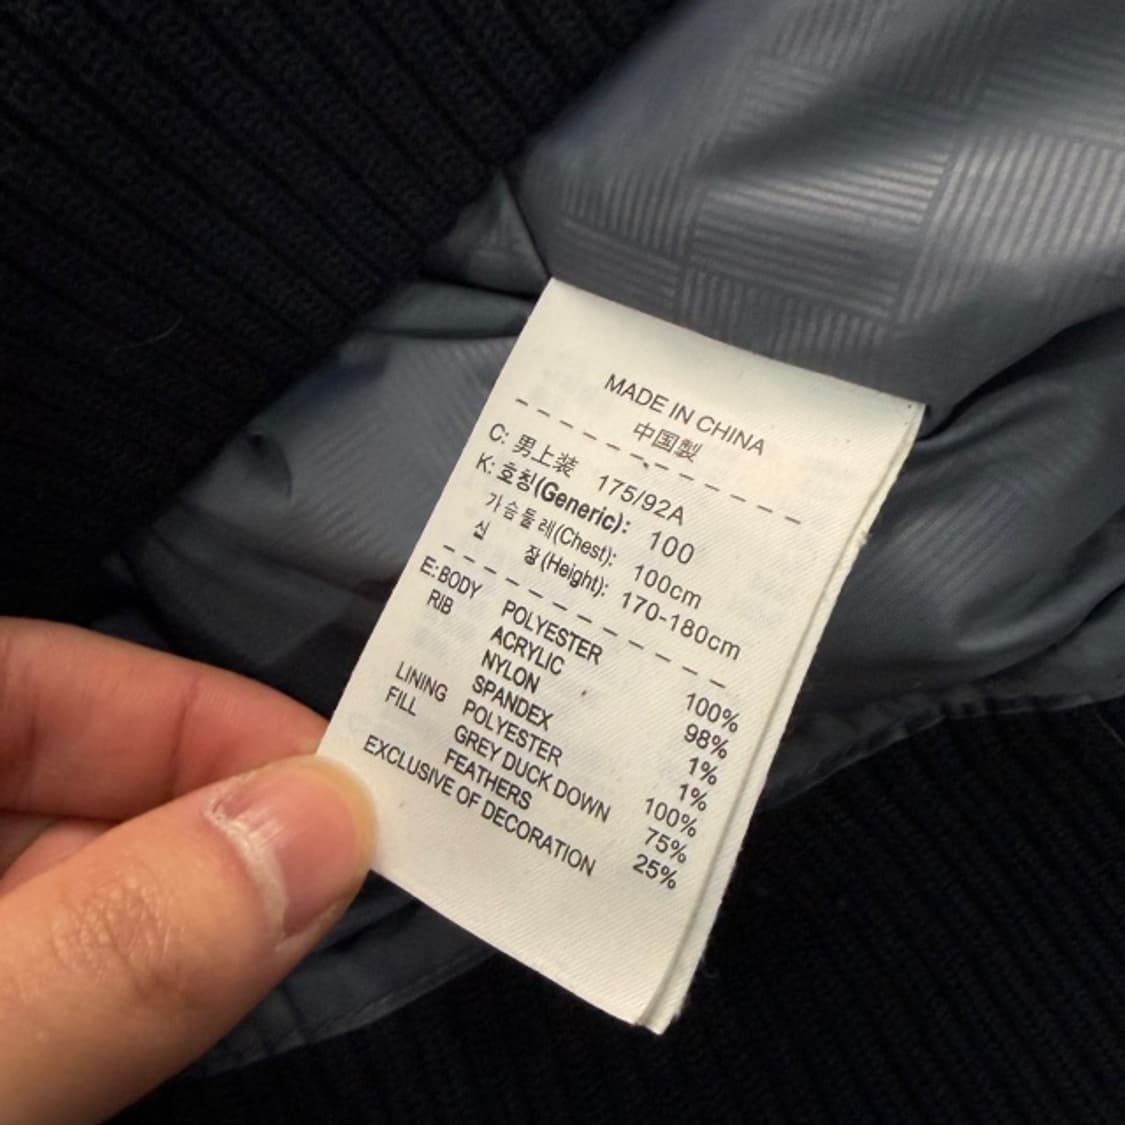 MADE IN CHINA
中国製
C: 男上装 175/92A
K: 호칭(Generic): 100
가슴둘레(Chest): 100cm
신 장(Height): 170-180cm
E: BODY POLYESTER 100%
RIB ACRYLIC 98%
NYLON 1%
SPANDEX 1%
LINING POLYESTER 100%
FILL GREY DUCK DOWN 75%
FEATHERS 25%
EXCLUSIVE OF DECORATION